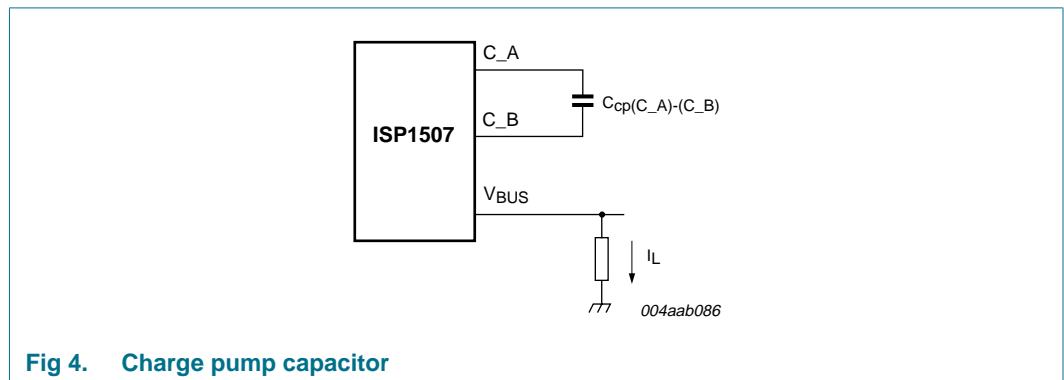 C_A
Ccp(C_A)-(C_B)
C_B
ISP1507
VBUS
IL
004aab086
Fig 4. Charge pump capacitor